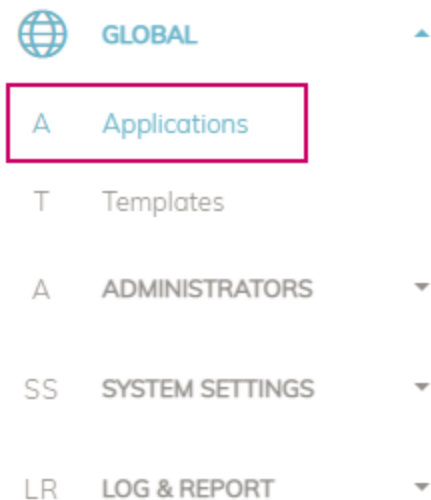 GLOBAL
A Applications
T Templates
A ADMINISTRATORS
SS SYSTEM SETTINGS
LR LOG & REPORT